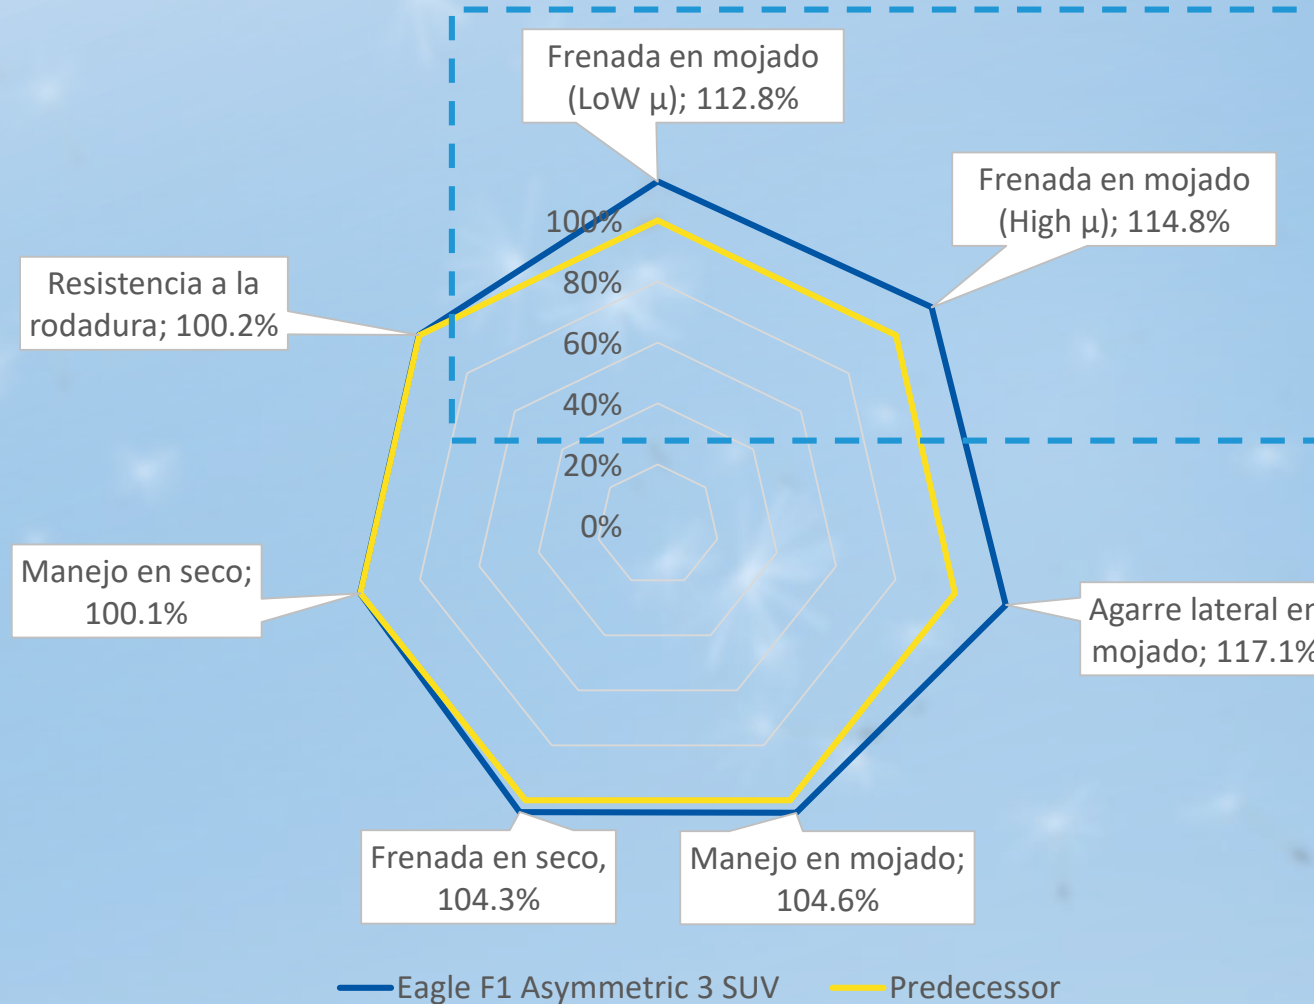 Frenada en mojado
(LoW μ); 112.8%
Frenada en mojado
(High μ); 114.8%
Resistencia a la
rodadura; 100.2%
100%
80%
60%
40%
20%
0%
Manejo en seco;
100.1%
Agarre lateral en
mojado; 117.1%
Frenada en seco,
104.3%
Manejo en mojado;
104.6%
Eagle F1 Asymmetric 3 SUV
Predecessor